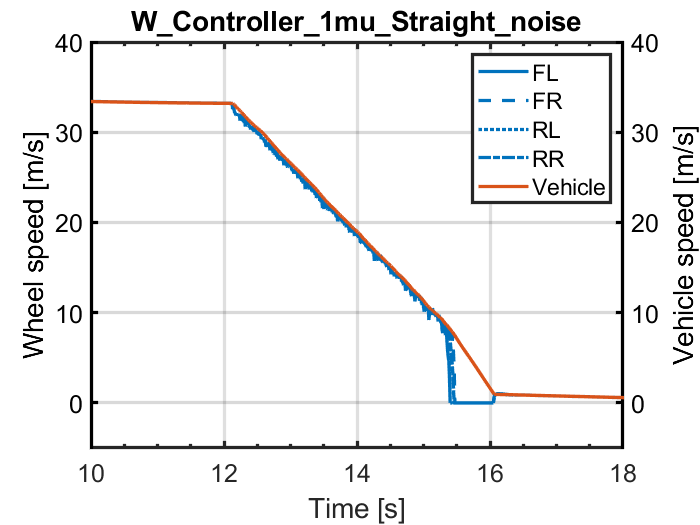 W_Controller_1mu_Straight_noise
40
30
20
10
0
Wheel speed [m/s]
10
12
14
16
18
Time [s]
40
30
20
10
0
Vehicle speed [m/s]
FL
FR
RL
RR
Vehicle